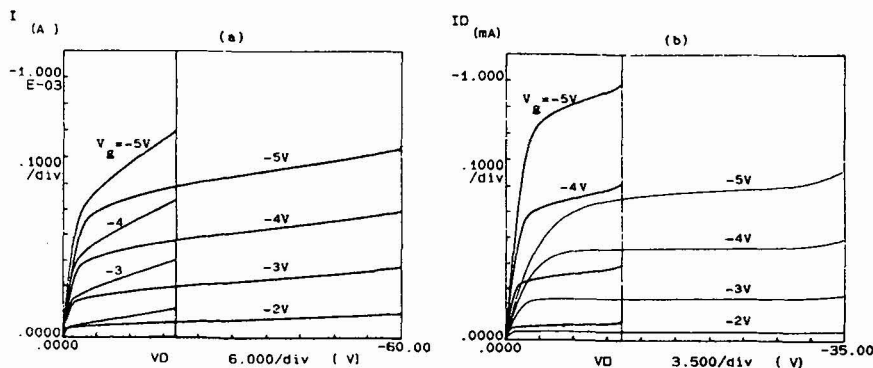 I
(A )
(a)
-1.000
E-03
V g =-5V
.1000
/div
-5V
-4
-4V
-3
-3V
-2V
.0000
.0000
-60.00
VD 6.000/div ( V)
ID
(mA)
(b)
-1.000
V g =-5V
.1000
/div
-4V
-5V
-4V
-3V
-2V
.0000
.0000
-35.00
VD 3.500/div ( V)